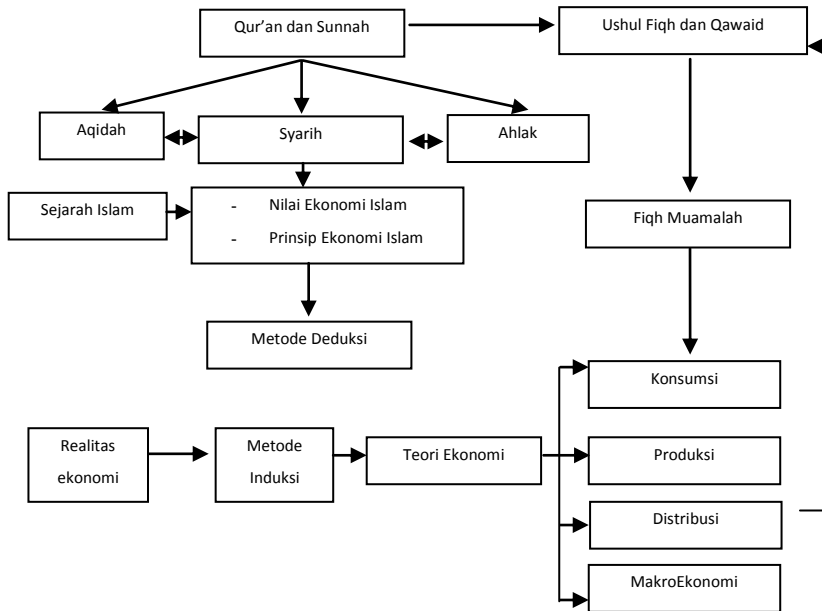 Qur'an dan Sunnah
Ushul Fiqh dan Qawaid
Aqidah
Syarih
Ahlak
Sejarah Islam
- Nilai Ekonomi Islam
- Prinsip Ekonomi Islam
Fiqh Muamalah
Metode Deduksi
Konsumsi
Realitas
ekonomi
Metode
Induksi
Teori Ekonomi
Produksi
Distribusi
MakroEkonomi